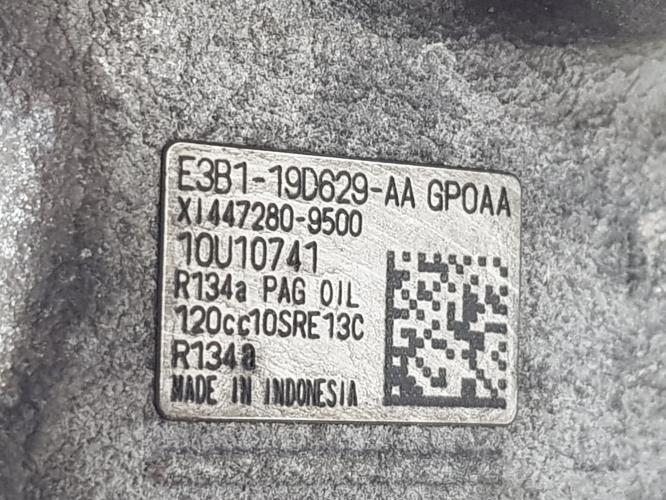 E3B1-19D629-AA GPOAA
XI447280-9500
10U10741
R134a PAG OIL
120cc10SRE13C
R134a
MADE IN INDONESIA